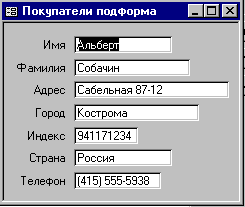 Покупатели подформа
Имя Альберт
Фамилия Собачин
Адрес Сабельная 87-12
Город Кострома
Индекс 941171234
Страна Россия
Телефон (415) 555-5938